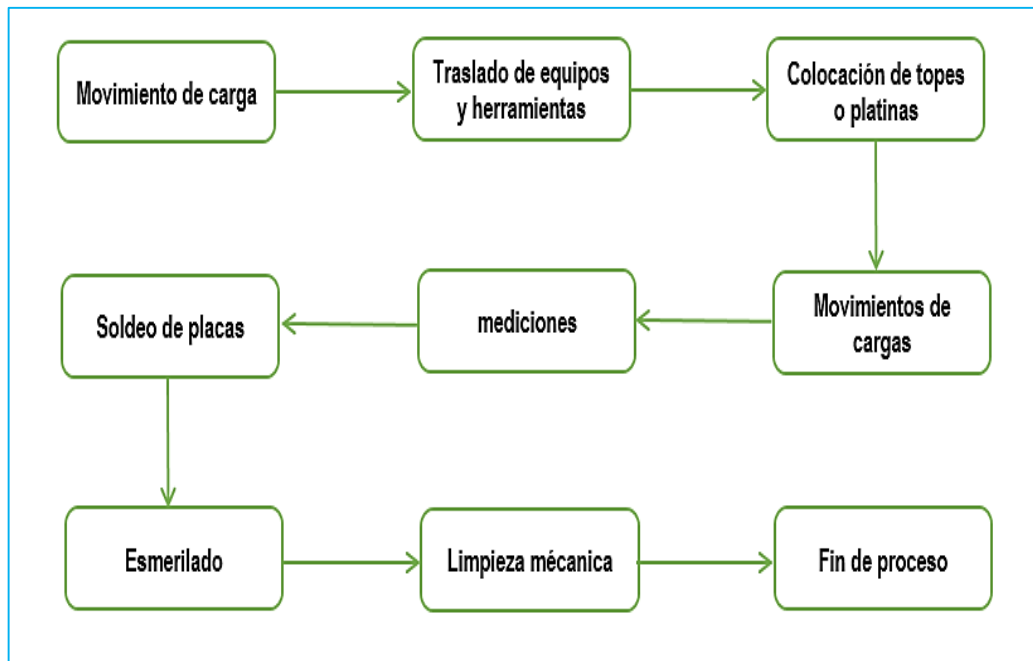 Movimiento de carga
Traslado de equipos
y herramientas
Colocación de topes
o platinas
Movimientos de
cargas
mediciones
Soldeo de placas
Esmerilado
Limpieza mécanica
Fin de proceso